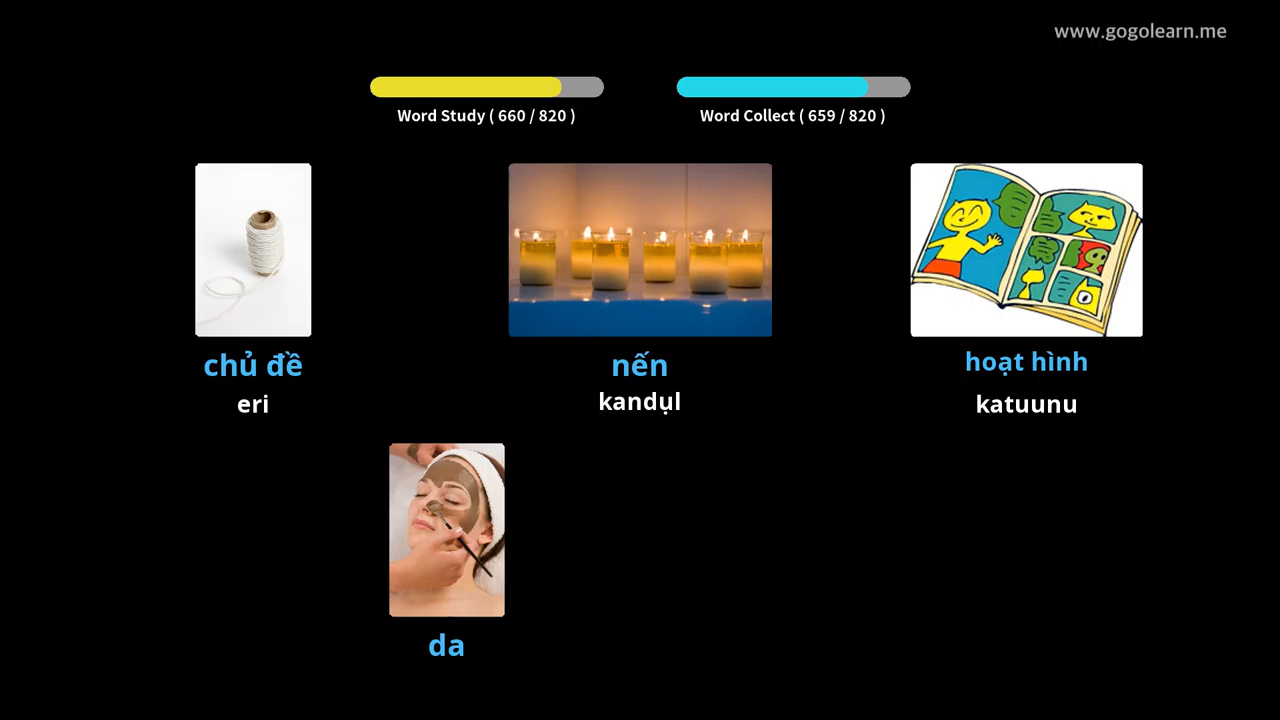 www.gogolearn.me
Word Study ( 660 / 820 )
Word Collect ( 659 / 820 )
chủ đề
eri
nến
kandụl
hoạt hình
katuunu
da